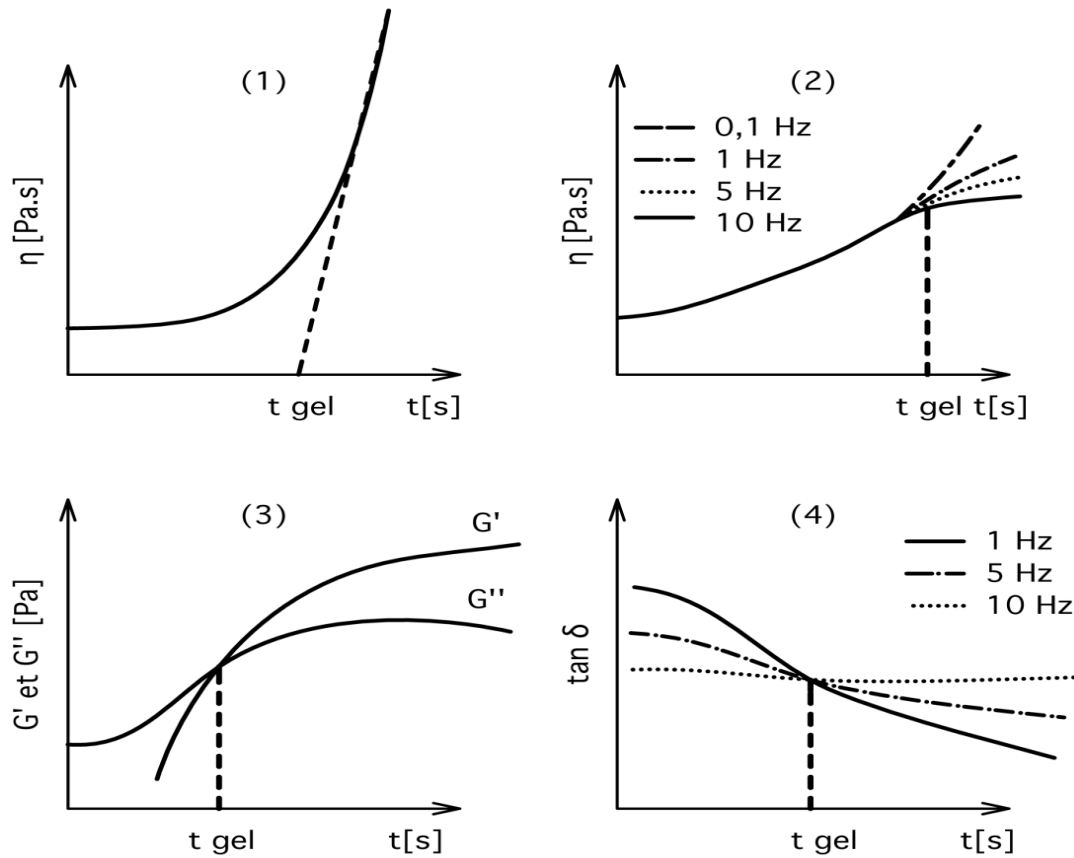 (1)
η [Pa.s]
t gel
t[s]
(2)
0,1 Hz
1 Hz
5 Hz
10 Hz
η [Pa.s]
t gel t[s]
(3)
G'
G''
G' et G'' [Pa]
t gel
t[s]
(4)
1 Hz
5 Hz
10 Hz
tan δ
t gel
t[s]